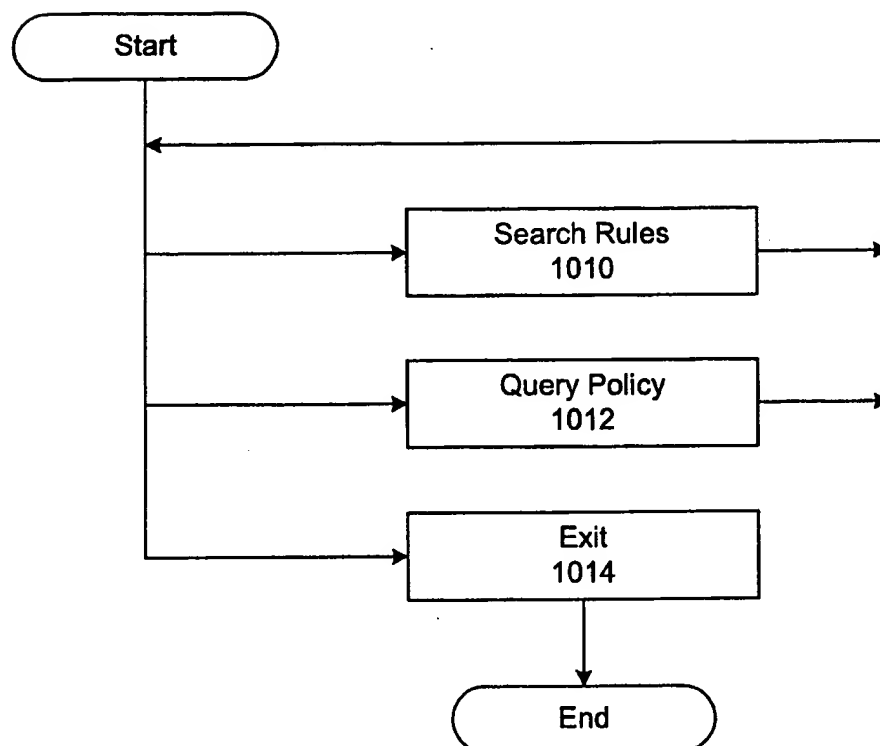 Start
Search Rules
1010
Query Policy
1012
Exit
1014
End